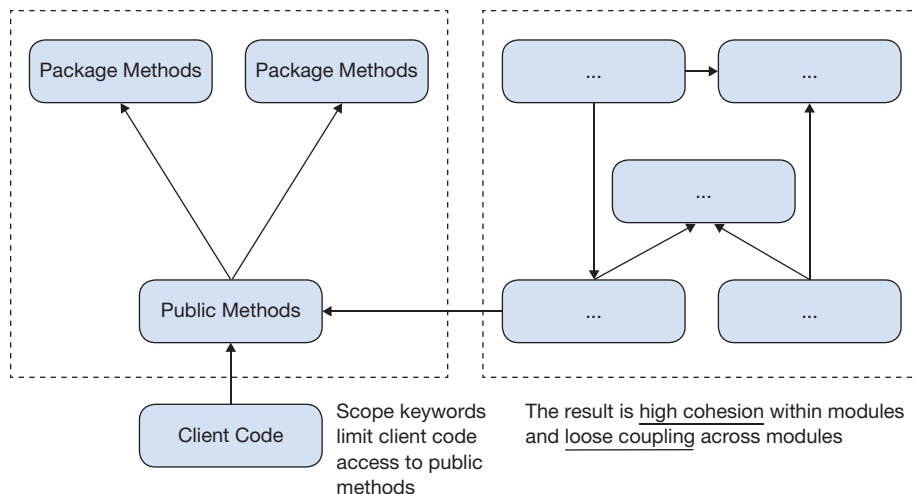 Package Methods
Package Methods
Public Methods
Client Code
Scope keywords
limit client code
access to public
methods
...
...
...
...
...
The result is high cohesion within modules
and loose coupling across modules